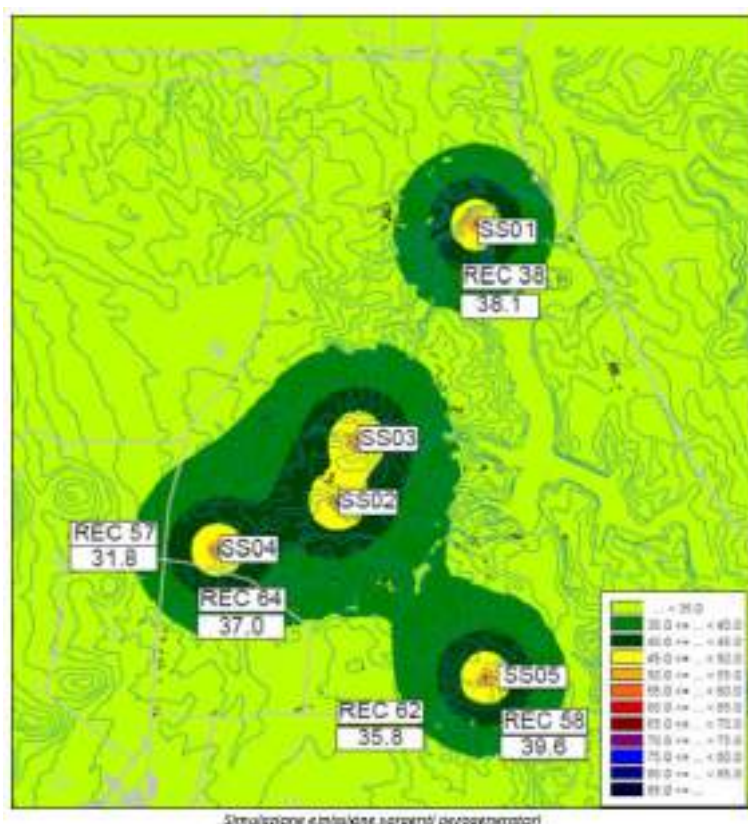 SS01
REC 38
38.1
SS03
SS02
REC 57
31.8
SS04
REC 64
37.0
SS05
REC 62
35.8
REC 58
39.6
... < 35.0
35.0 <= ... < 40.0
40.0 <= ... < 45.0
45.0 <= ... < 50.0
50.0 <= ... < 55.0
55.0 <= ... < 60.0
60.0 <= ... < 65.0
65.0 <= ... < 70.0
70.0 <= ... < 75.0
75.0 <= ... < 80.0
80.0 <= ... < 85.0
85.0 <= ...
Simulazione emissione sorgenti aerogeneratori